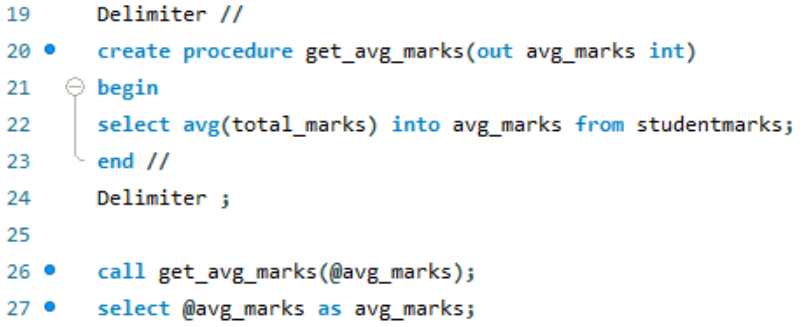 19 Delimiter //
20 create procedure get_avg_marks(out avg_marks int)
21 begin
22 select avg(total_marks) into avg_marks from studentmarks;
23 end //
24 Delimiter ;
25
26 call get_avg_marks(@avg_marks);
27 select @avg_marks as avg_marks;